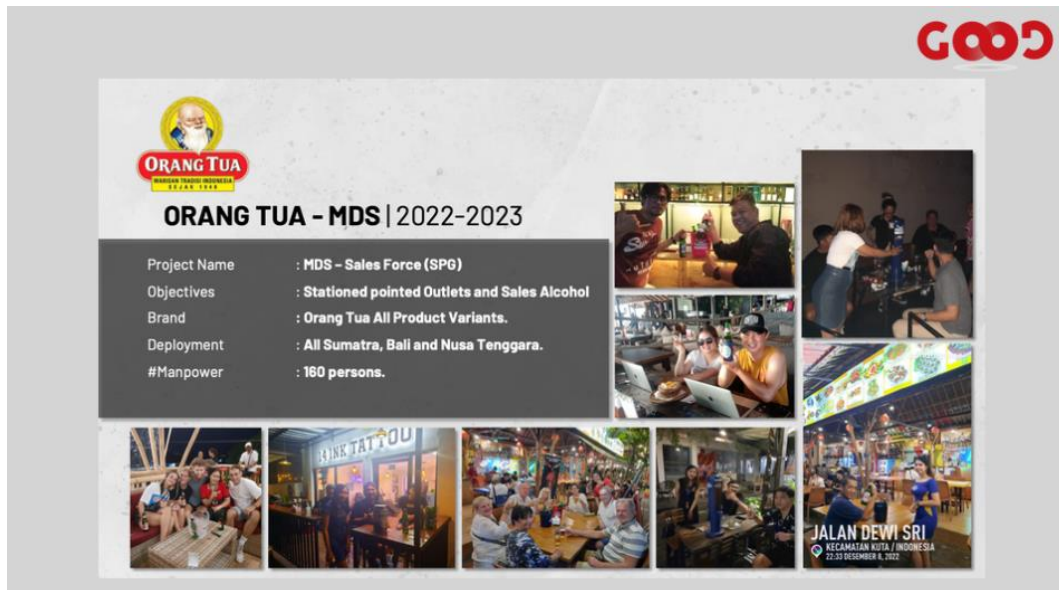 GOOD
ORANG TUA
WARISAN TRADISI INDONESIA
SEJAK 1948
ORANG TUA - MDS | 2022-2023
Project Name : MDS – Sales Force (SPG)
Objectives : Stationed pointed Outlets and Sales Alcohol
Brand : Orang Tua All Product Variants.
Deployment : All Sumatra, Bali and Nusa Tenggara.
#Manpower : 160 persons.
INK TATTOO
JALAN DEWI SRI
KECAMATAN KUTA / INDONESIA
22:33 DESEMBER 8, 2022